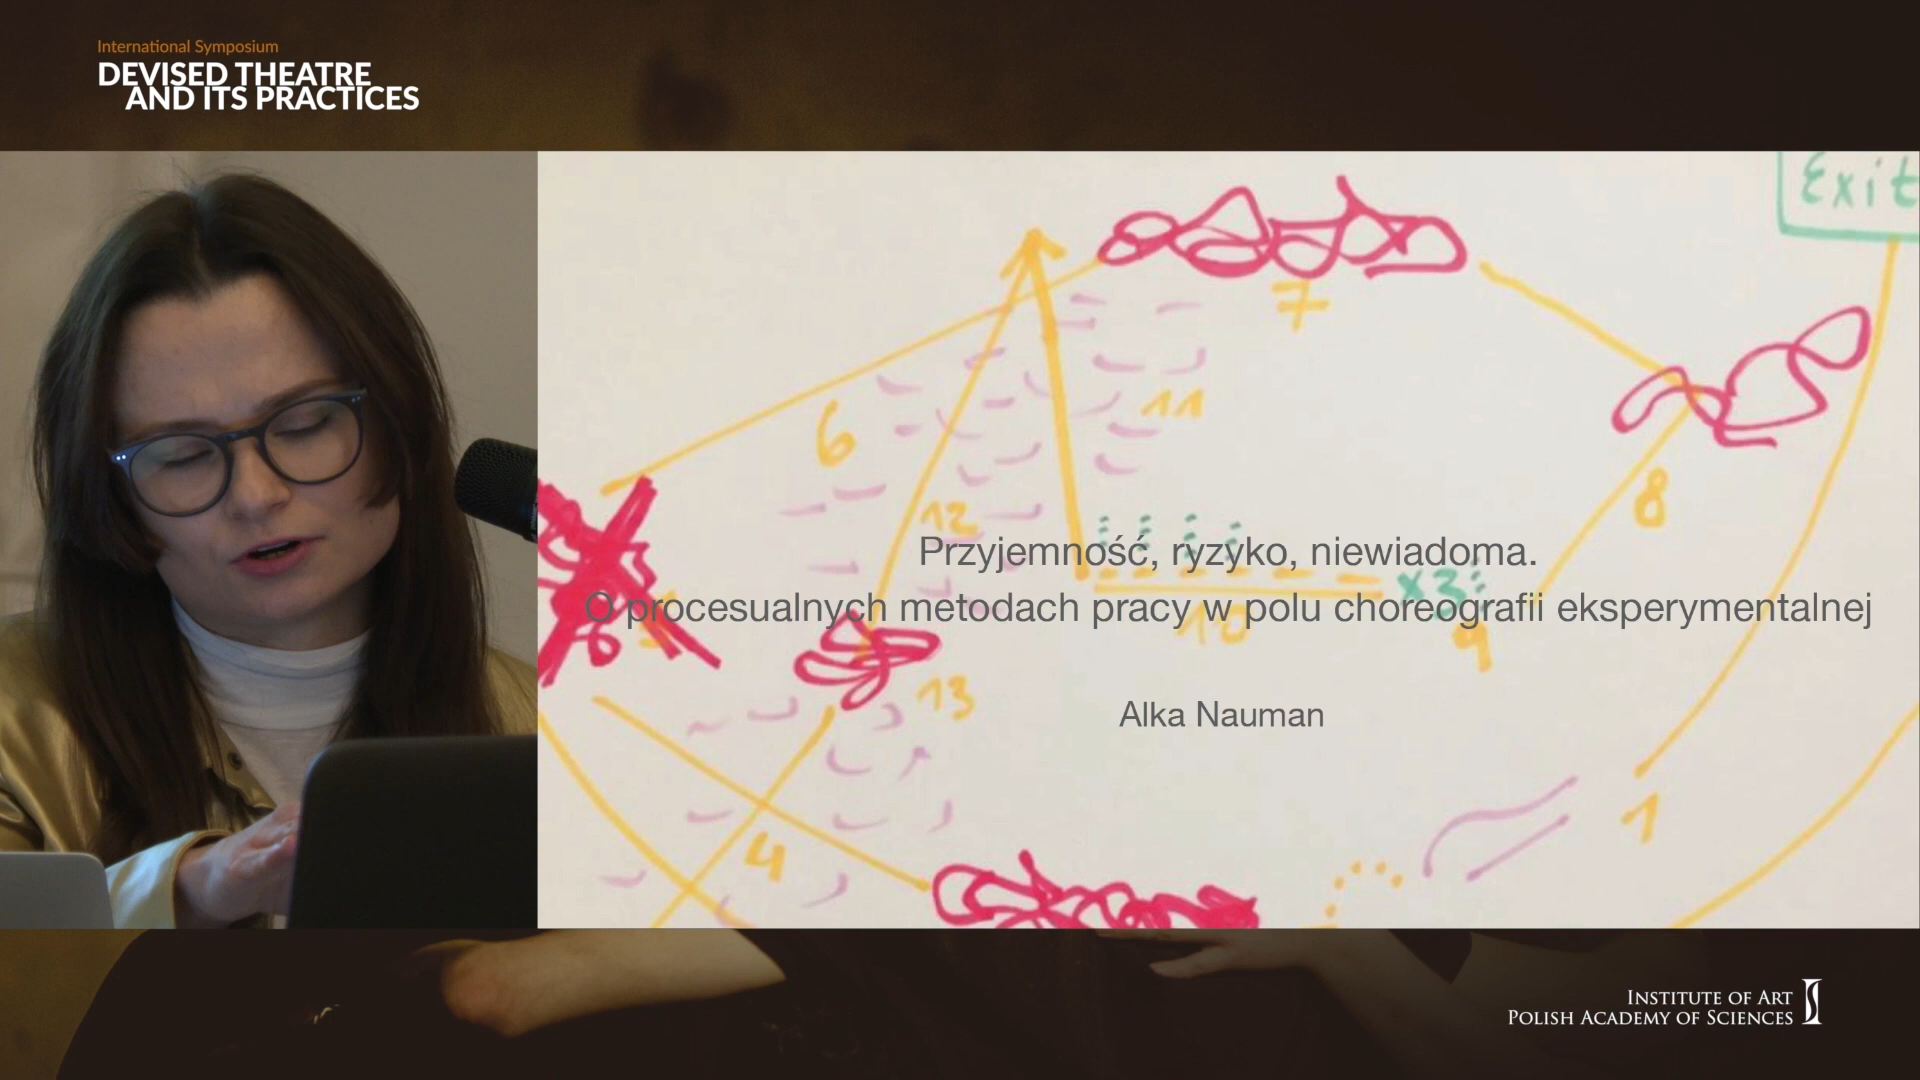 International Symposium
DEVISED THEATRE
AND ITS PRACTICES
Exit
7
11
6
8
12
Przyjemność, ryzyko, niewiadoma.
x3
O procesualnych metodach pracy w polu choreografii eksperymentalnej
10
9
13
Alka Nauman
1
4
INSTITUTE OF ART
POLISH ACADEMY OF SCIENCES